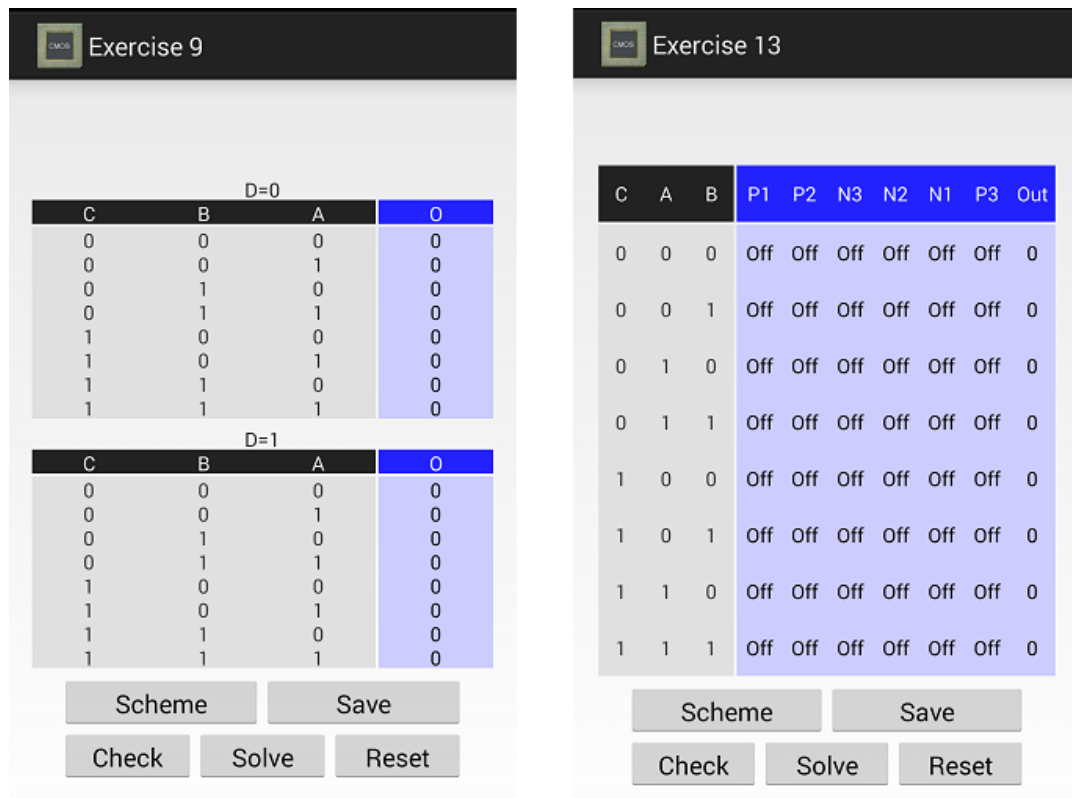 CMOS Exercise 9
D=0
C B A O
0 0 0 0
0 0 1 0
0 1 0 0
0 1 1 0
1 0 0 0
1 0 1 0
1 1 0 0
1 1 1 0
D=1
C B A O
0 0 0 0
0 0 1 0
0 1 0 0
0 1 1 0
1 0 0 0
1 0 1 0
1 1 0 0
1 1 1 0
Scheme Save
Check Solve Reset
CMOS Exercise 13
C A B P1 P2 N3 N2 N1 P3 Out
0 0 0 Off Off Off Off Off Off 0
0 0 1 Off Off Off Off Off Off 0
0 1 0 Off Off Off Off Off Off 0
0 1 1 Off Off Off Off Off Off 0
1 0 0 Off Off Off Off Off Off 0
1 0 1 Off Off Off Off Off Off 0
1 1 0 Off Off Off Off Off Off 0
1 1 1 Off Off Off Off Off Off 0
Scheme Save
Check Solve Reset